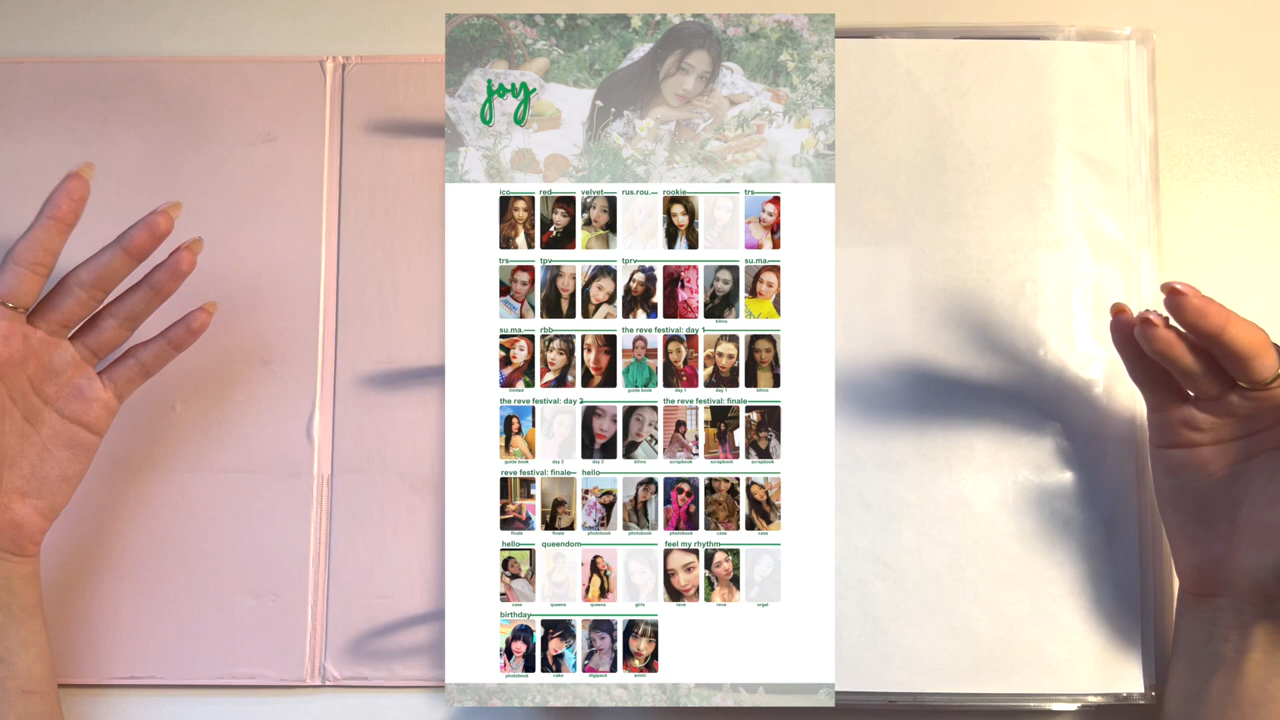 joy
ico red velvet rus.rou. rookie trs
trs tpv tprv su.ma.
kihno
su.ma. rbb the reve festival: day 1
limited guide book day 1 day 1 kihno
the reve festival: day 2 the reve festival: finale
guide book day 2 day 2 kihno scrapbook scrapbook scrapbook
reve festival: finale hello
finale finale photobook photobook photobook case case
hello queendom feel my rhythm
case queens queens girls reve reve orgel
birthday
photobook cake digipack smini